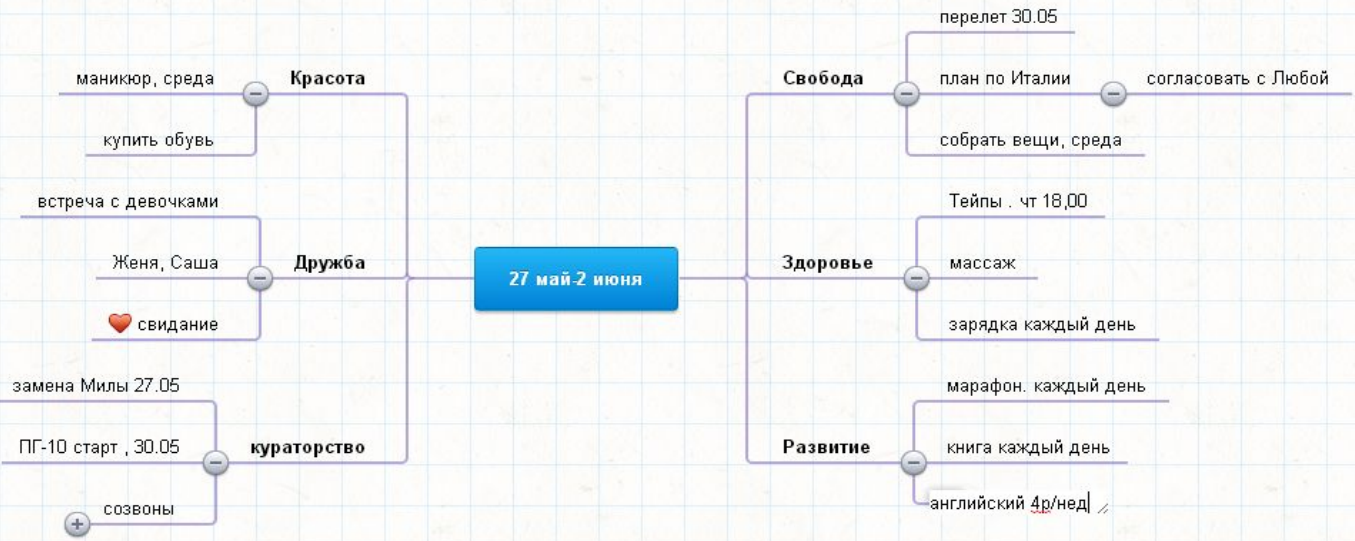 27 май-2 июня
Красота
маникюр, среда
купить обувь
Дружба
встреча с девочками
Женя, Саша
свидание
кураторство
замена Милы 27.05
ПГ-10 старт , 30.05
созвоны
Свобода
перелет 30.05
план по Италии
согласовать с Любой
собрать вещи, среда
Здоровье
Тейпы . чт 18,00
массаж
зарядка каждый день
Развитие
марафон. каждый день
книга каждый день
английский 4р/нед